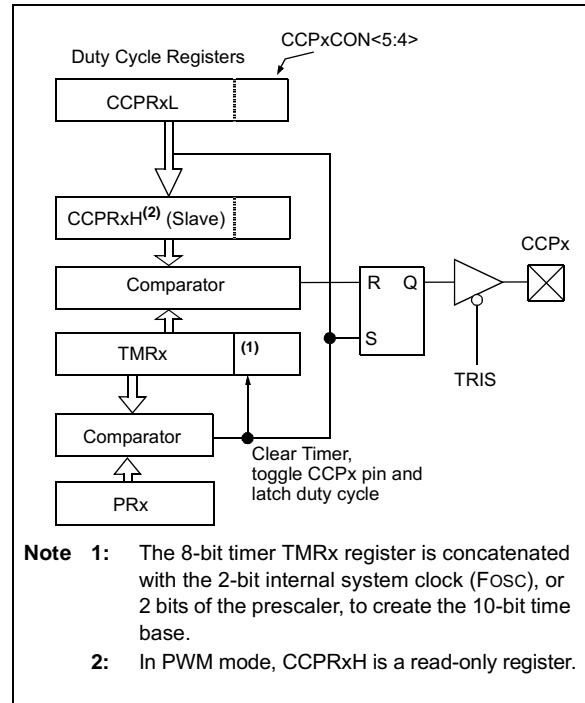 CCPxCON<5:4>
Duty Cycle Registers
CCPRxL
CCPRxH(2) (Slave)
CCPx
Comparator
R Q
TMRx (1)
S
TRIS
Comparator
Clear Timer,
toggle CCPx pin and
latch duty cycle
PRx
Note 1: The 8-bit timer TMRx register is concatenated
with the 2-bit internal system clock (FOSC), or
2 bits of the prescaler, to create the 10-bit time
base.
2: In PWM mode, CCPRxH is a read-only register.